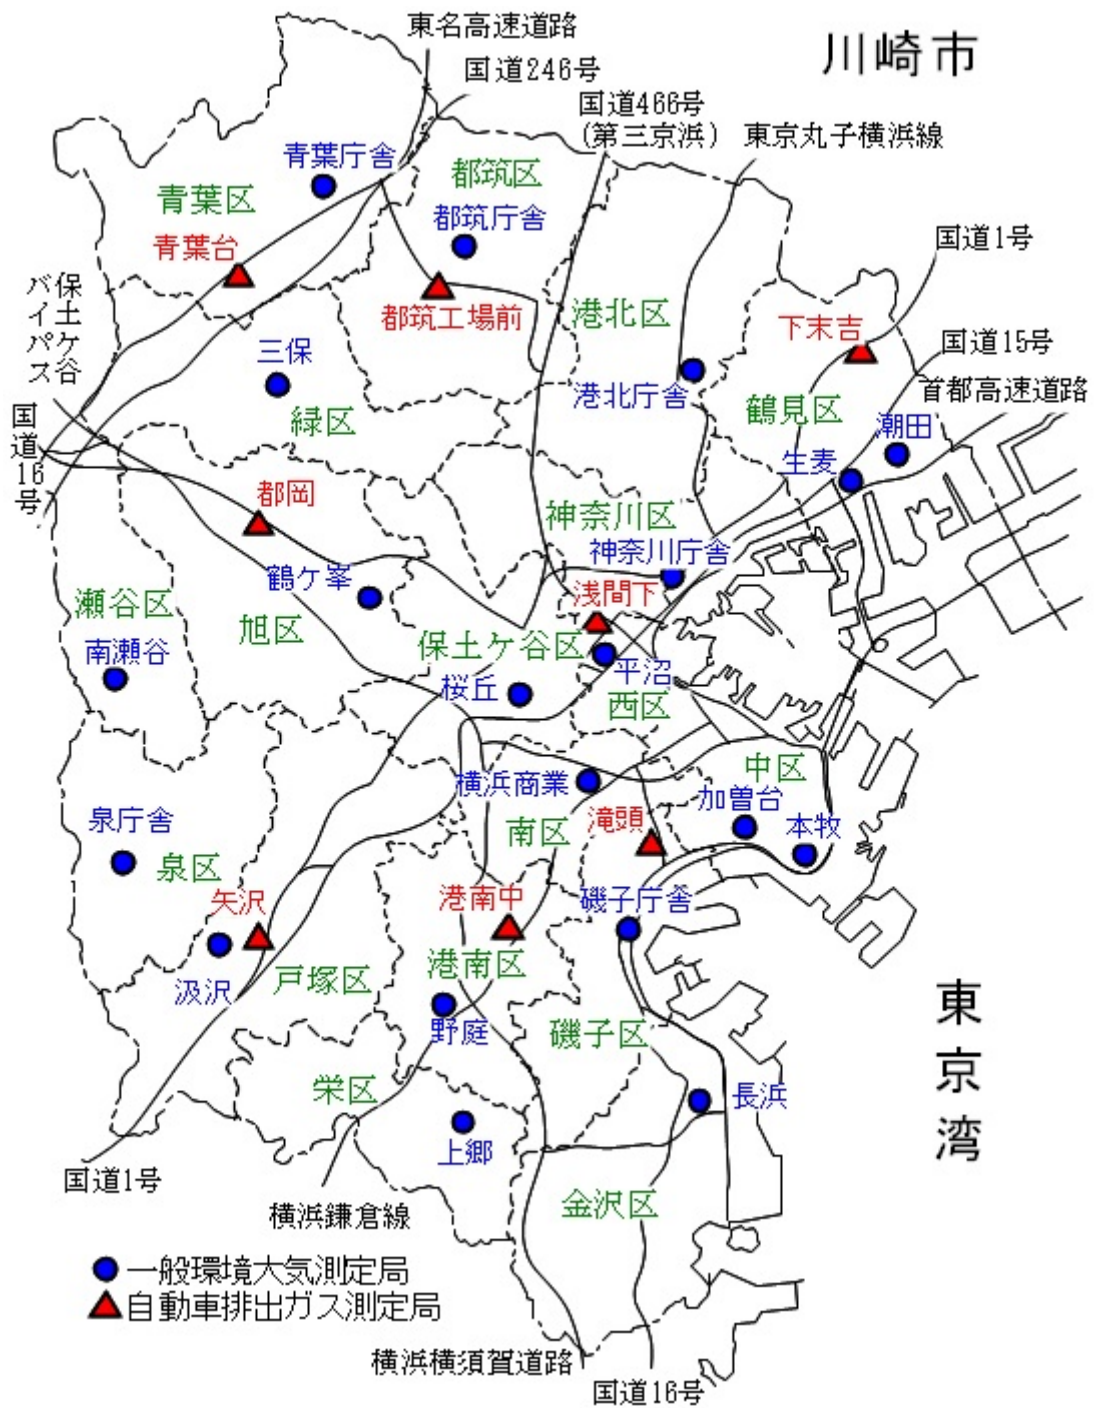 東名高速道路
川崎市
国道246号
国道466号
(第三京浜)
東京丸子横浜線
青葉庁舎
都筑区
青葉区
都筑庁舎
青葉台
国道1号
保土ケ谷
バイパス
都筑工場前
港北区
下末吉
国道15号
三保
首都高速道路
港北庁舎
緑区
鶴見区
国道16号
潮田
生麦
都岡
神奈川区
神奈川庁舎
鶴ケ峯
浅間下
瀬谷区
旭区
保土ケ谷区
南瀬谷
平沼
桜丘
西区
横浜商業
中区
加曽台
泉庁舎
南区
滝頭
本牧
泉区
矢沢
港南中
磯子庁舎
港南区
戸塚区
汲沢
東京湾
野庭
磯子区
栄区
長浜
上郷
国道1号
金沢区
横浜鎌倉線
一般環境大気測定局
自動車排出ガス測定局
横浜横須賀道路
国道16号